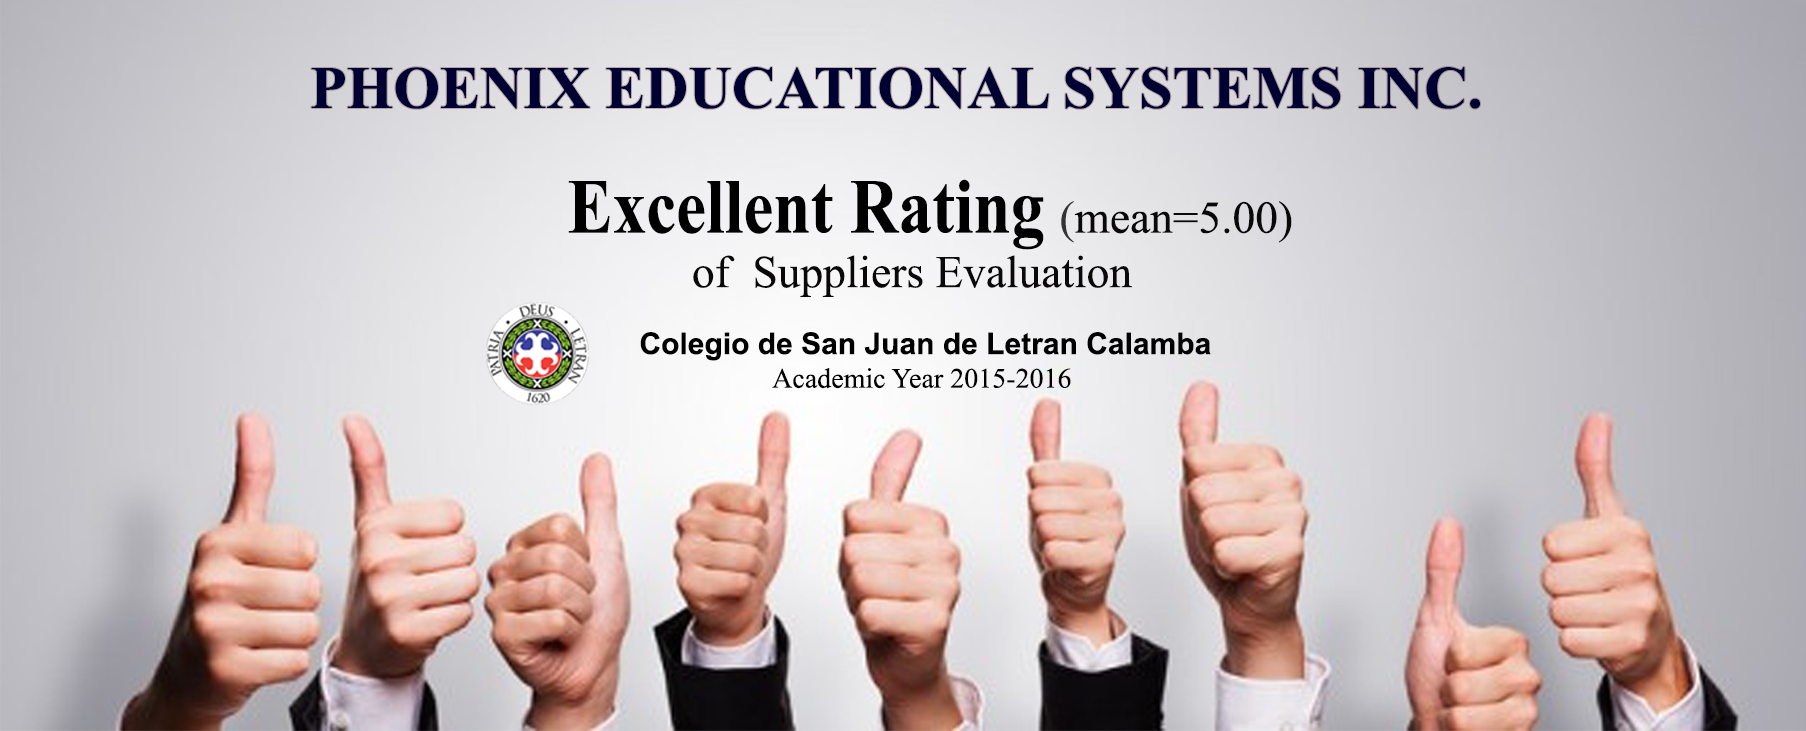 PHOENIX EDUCATIONAL SYSTEMS INC.
Excellent Rating (mean=5.00)
of Suppliers Evaluation
DEUS
PATRIA
LETRAN
1620
Colegio de San Juan de Letran Calamba
Academic Year 2015-2016